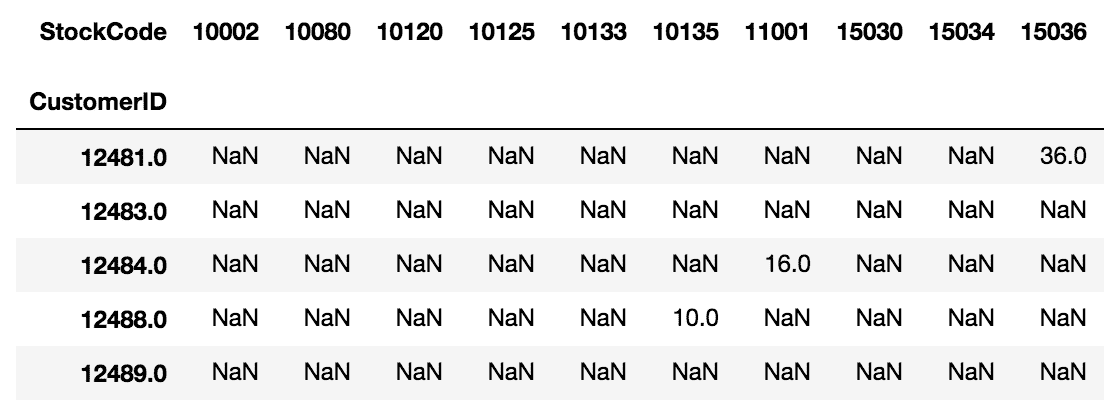 StockCode 10002 10080 10120 10125 10133 10135 11001 15030 15034 15036
CustomerID
12481.0 NaN NaN NaN NaN NaN NaN NaN NaN NaN 36.0
12483.0 NaN NaN NaN NaN NaN NaN NaN NaN NaN NaN
12484.0 NaN NaN NaN NaN NaN NaN 16.0 NaN NaN NaN
12488.0 NaN NaN NaN NaN NaN 10.0 NaN NaN NaN NaN
12489.0 NaN NaN NaN NaN NaN NaN NaN NaN NaN NaN